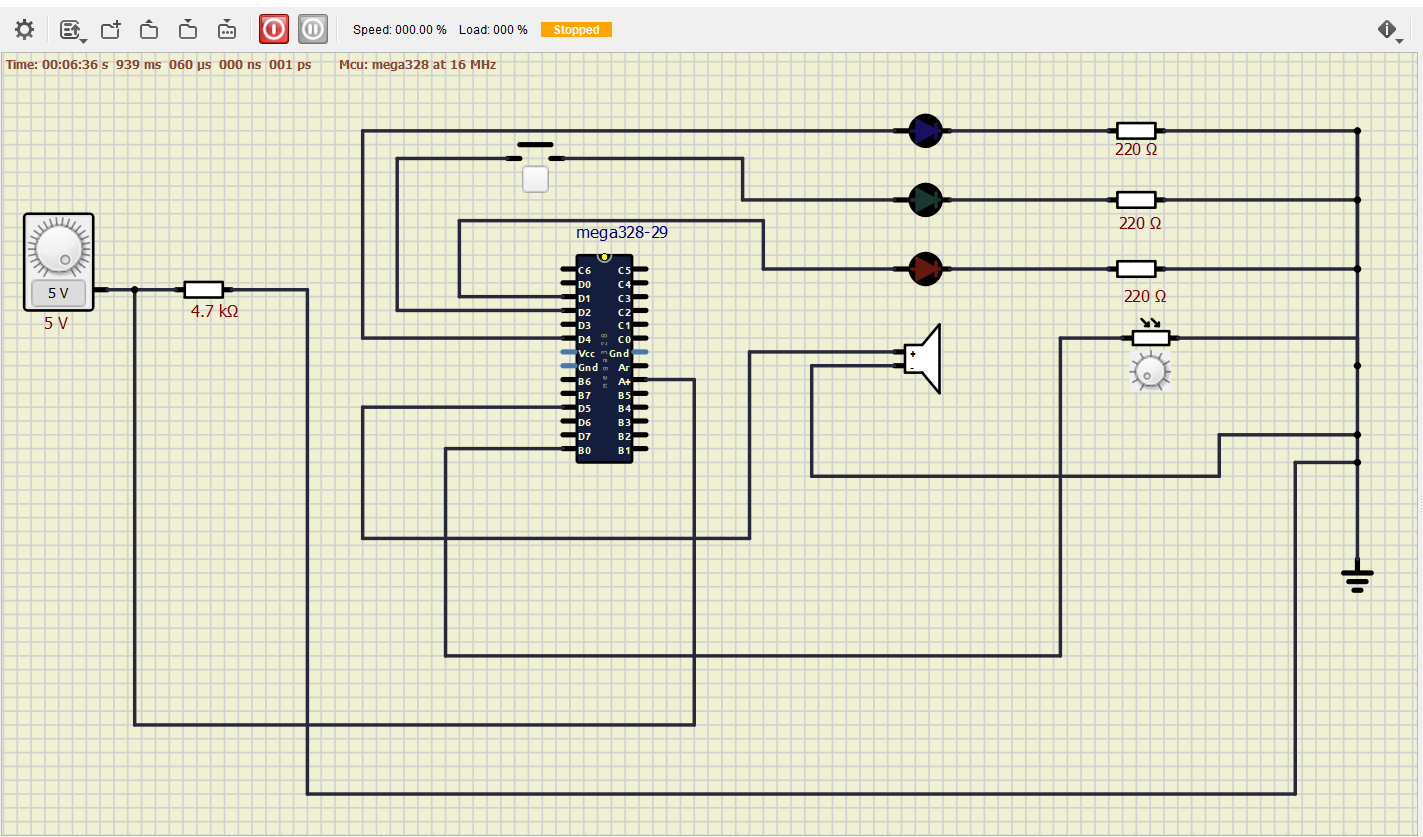 Speed: 000.00 % Load: 000 % Stopped
Time: 00:06:36 s 939 ms 060 µs 000 ns 001 ps Mcu: mega328 at 16 MHz
220 Ω
220 Ω
mega328-29
220 Ω
5 V
5 V
4.7 kΩ
C6 C5
D0 C4
D1 C3
D2 C2
D3 C1
D4 C0
Vcc Gnd
Gnd Ar
B6 A+
B7 B5
D5 B4
D6 B3
D7 B2
B0 B1
mega328
+
-